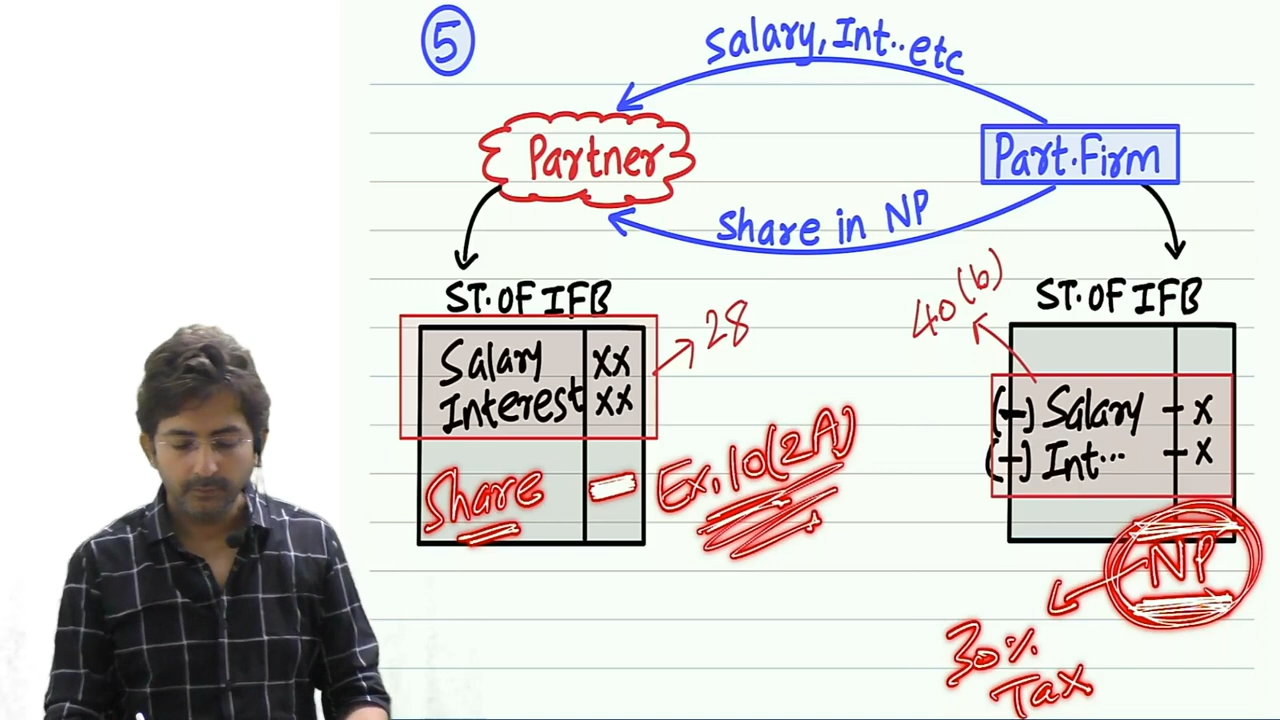 5
Salary, Int..etc
Partner
Part.Firm
Share in NP
ST.OF IFB
ST.OF IFB
28
40(b)
Salary xx
Interest xx
(-) Salary - x
(-) Int... - x
Share - Ex.10(2A)
NP
30% Tax